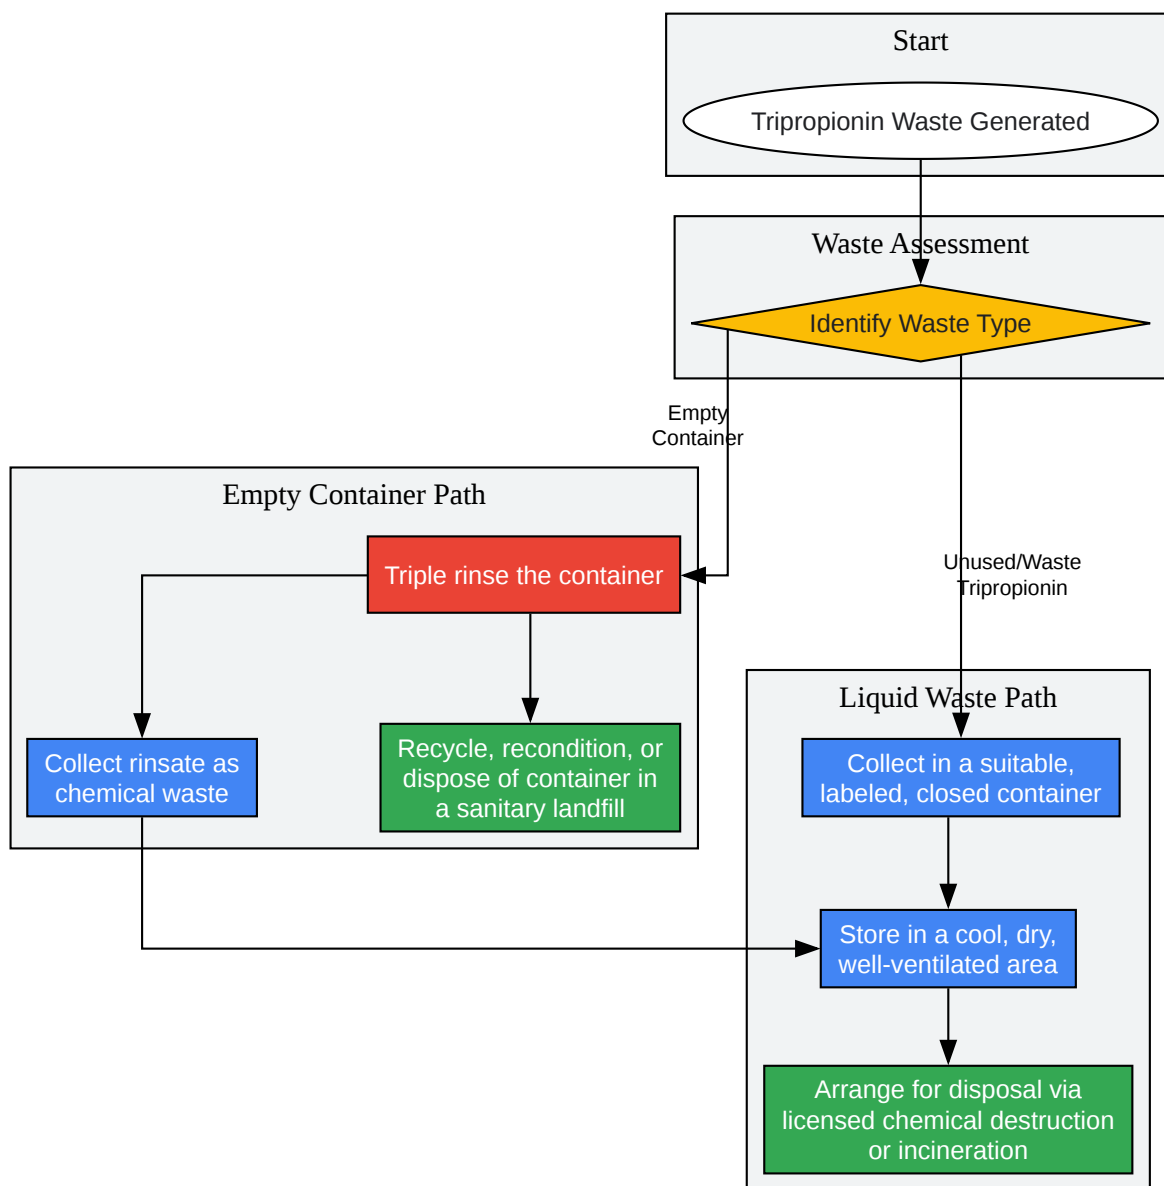 Start
Tripropionin Waste Generated
Waste Assessment
Identify Waste Type
Empty
Container
Unused/Waste
Tripropionin
Empty Container Path
Triple rinse the container
Collect rinsate as
chemical waste
Recycle, recondition, or
dispose of container in
a sanitary landfill
Liquid Waste Path
Collect in a suitable,
labeled, closed container
Store in a cool, dry,
well-ventilated area
Arrange for disposal via
licensed chemical destruction
or incineration